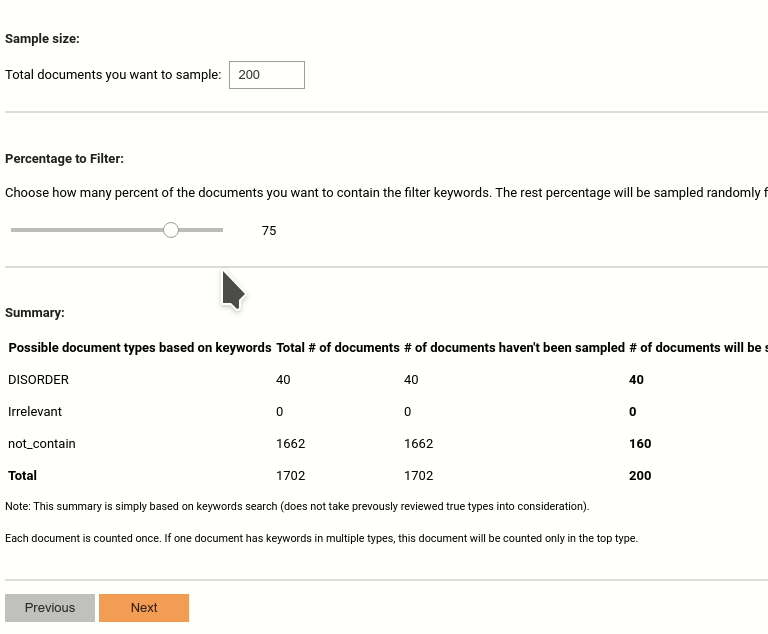 Sample size:
Total documents you want to sample: 200
Percentage to Filter:
Choose how many percent of the documents you want to contain the filter keywords. The rest percentage will be sampled randomly f
75
Summary:
Possible document types based on keywords Total # of documents # of documents haven't been sampled # of documents will be s
DISORDER 40 40 40
Irrelevant 0 0 0
not_contain 1662 1662 160
Total 1702 1702 200
Note: This summary is simply based on keywords search (does not take prevously reviewed true types into consideration).
Each document is counted once. If one document has keywords in multiple types, this document will be counted only in the top type.
Previous Next